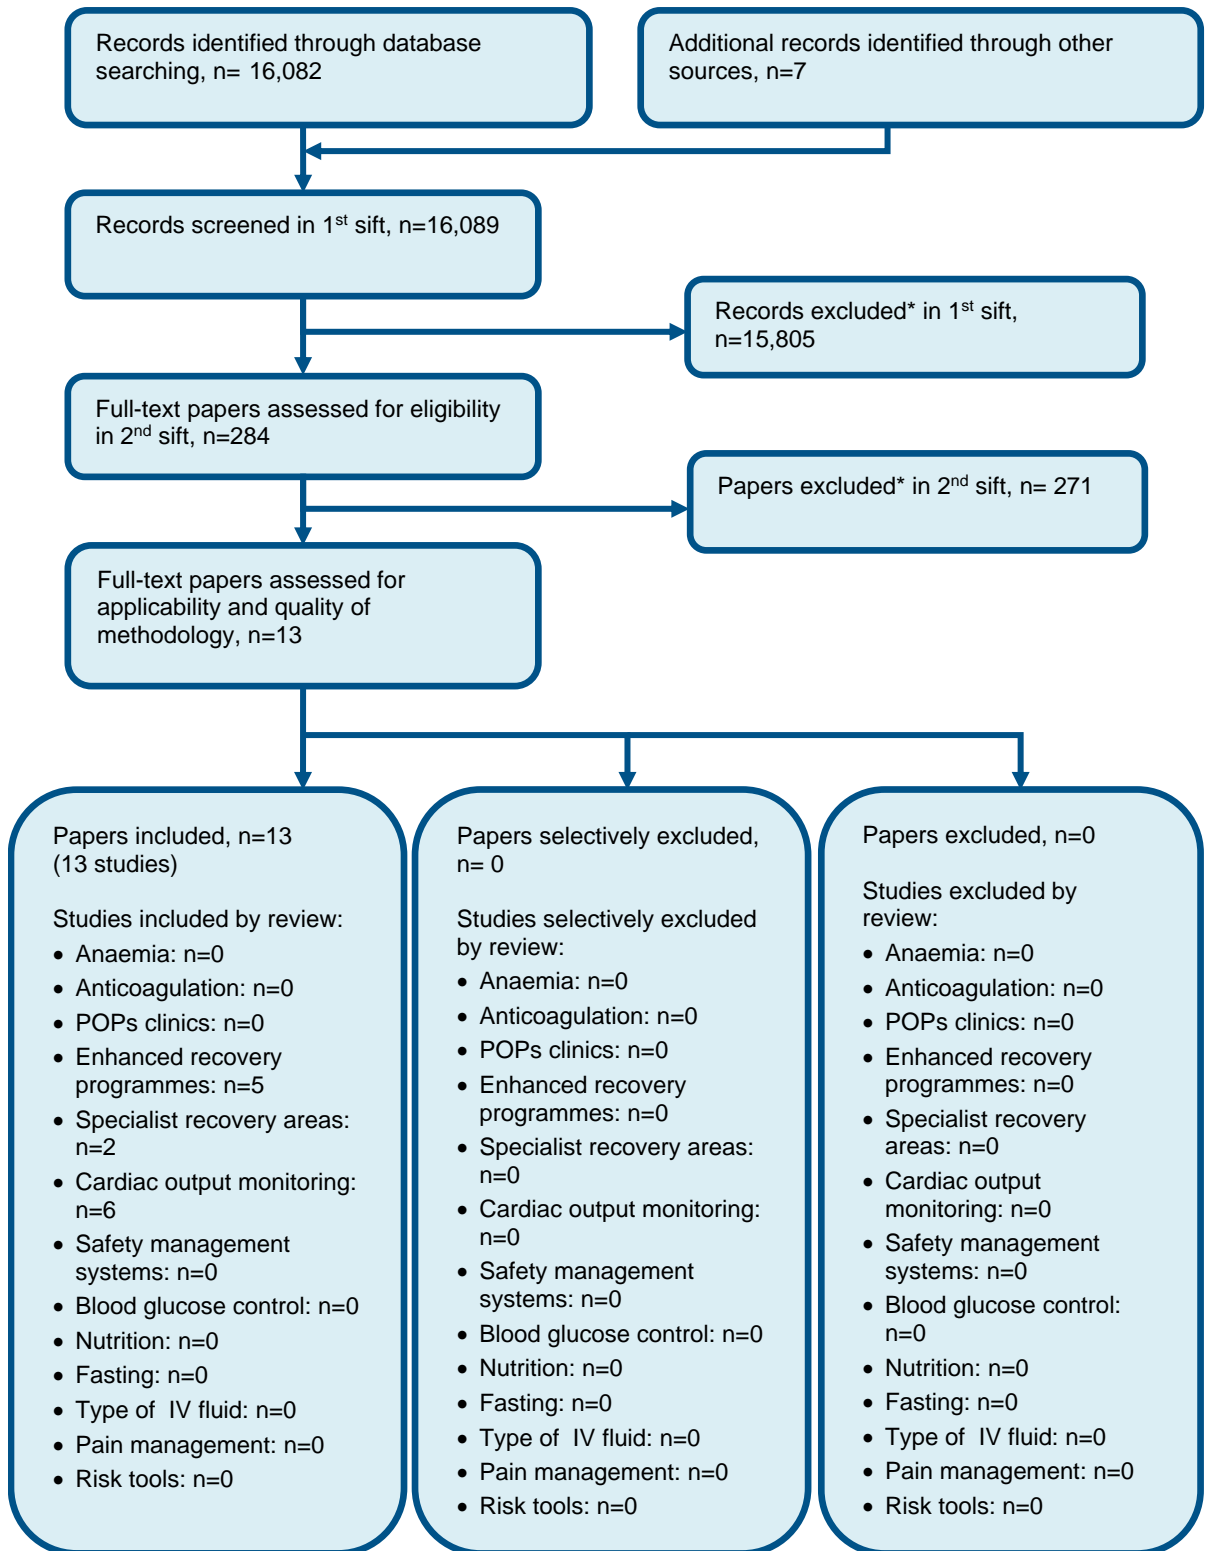 Records identified through database
searching, n= 16,082
Additional records identified through other
sources, n=7
Records screened in 1st sift, n=16,089
Records excluded* in 1st sift,
n=15,805
Full-text papers assessed for eligibility
in 2nd sift, n=284
Papers excluded* in 2nd sift, n= 271
Full-text papers assessed for
applicability and quality of
methodology, n=13
Papers included, n=13
(13 studies)
Studies included by review:
• Anaemia: n=0
• Anticoagulation: n=0
• POPs clinics: n=0
• Enhanced recovery
programmes: n=5
• Specialist recovery areas:
n=2
• Cardiac output monitoring:
n=6
• Safety management
systems: n=0
• Blood glucose control: n=0
• Nutrition: n=0
• Fasting: n=0
• Type of  IV fluid: n=0
• Pain management: n=0
• Risk tools: n=0
Papers selectively excluded,
n= 0
Studies selectively excluded
by review:
• Anaemia: n=0
• Anticoagulation: n=0
• POPs clinics: n=0
• Enhanced recovery
programmes: n=0
• Specialist recovery areas:
n=0
• Cardiac output monitoring:
n=0
• Safety management
systems: n=0
• Blood glucose control: n=0
• Nutrition: n=0
• Fasting: n=0
• Type of  IV fluid: n=0
• Pain management: n=0
• Risk tools: n=0
Papers excluded, n=0
Studies excluded by
review:
• Anaemia: n=0
• Anticoagulation: n=0
• POPs clinics: n=0
• Enhanced recovery
programmes: n=0
• Specialist recovery
areas: n=0
• Cardiac output
monitoring: n=0
• Safety management
systems: n=0
• Blood glucose control:
n=0
• Nutrition: n=0
• Fasting: n=0
• Type of  IV fluid: n=0
• Pain management: n=0
• Risk tools: n=0